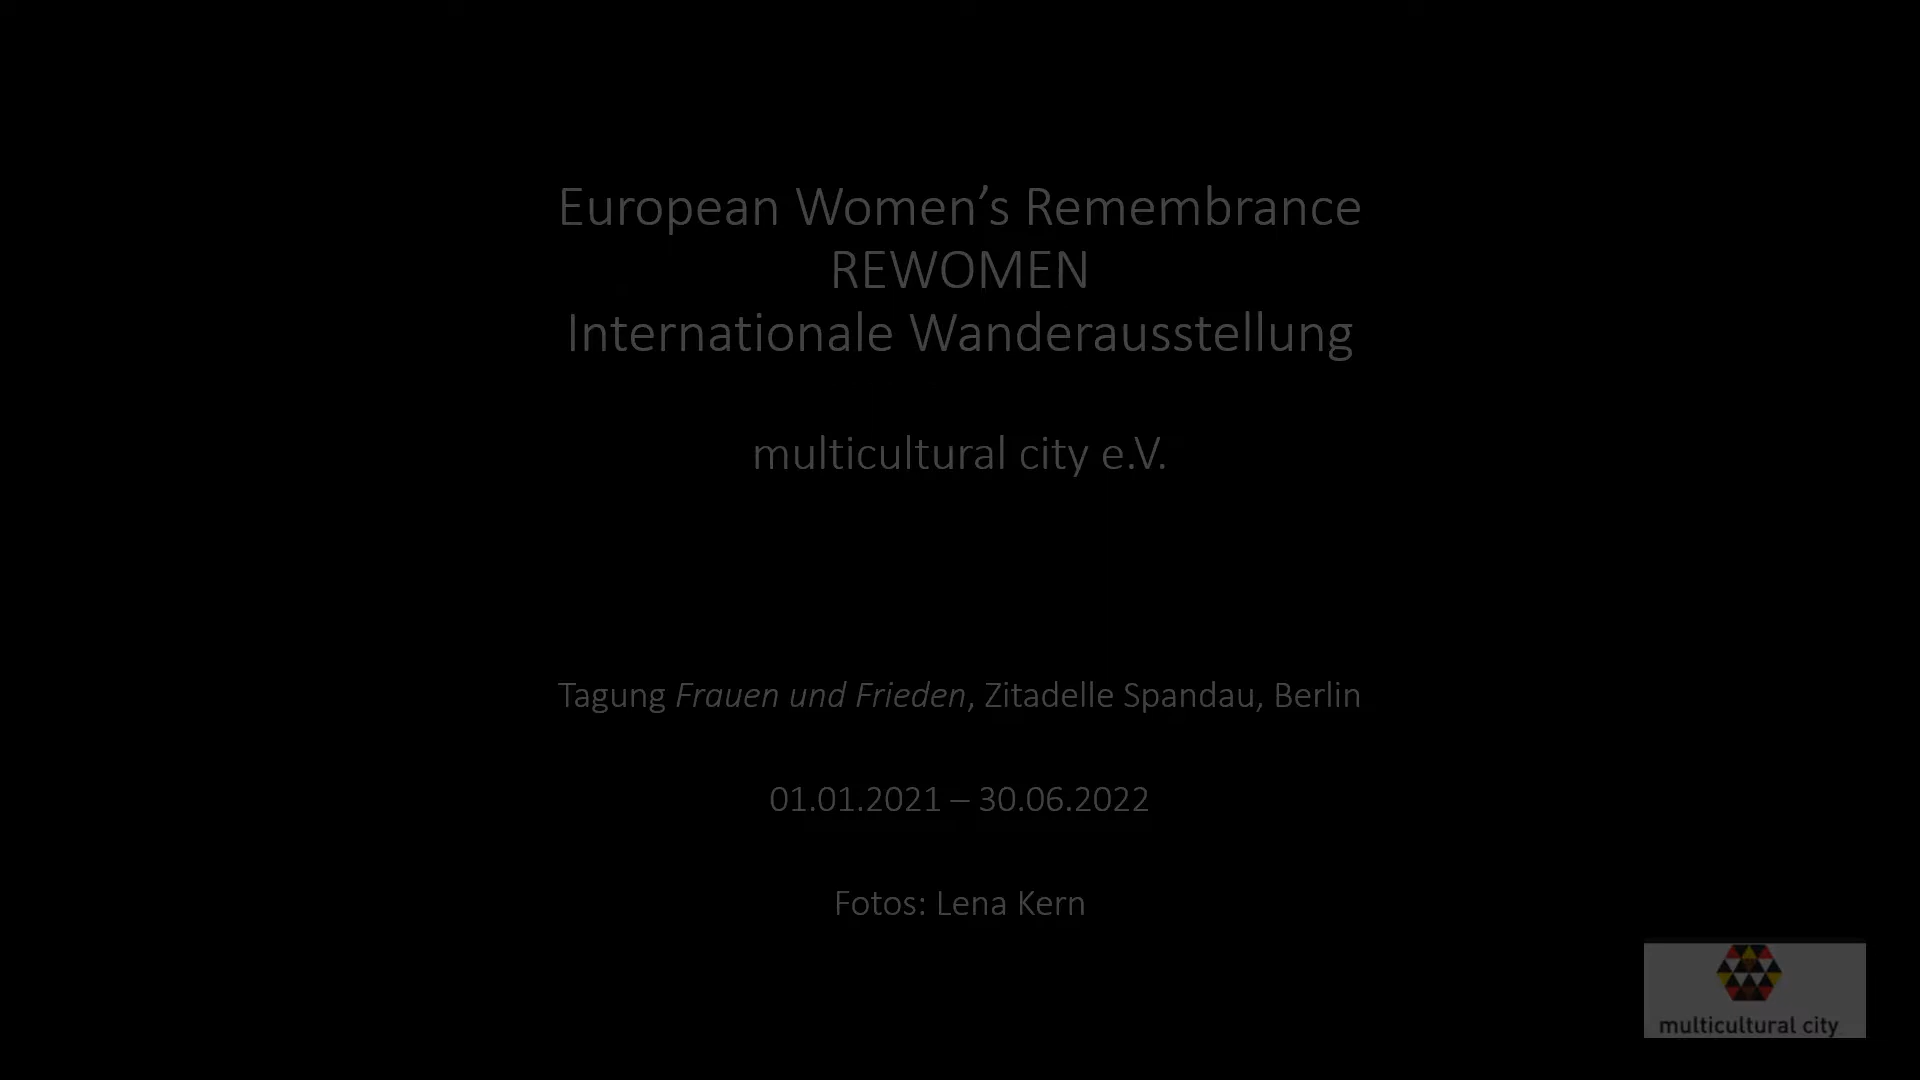 European Women’s Remembrance
REWOMEN
Internationale Wanderausstellung
multicultural city e.V.
Tagung Frauen und Frieden, Zitadelle Spandau, Berlin
01.01.2021 – 30.06.2022
Fotos: Lena Kern
multicultural city